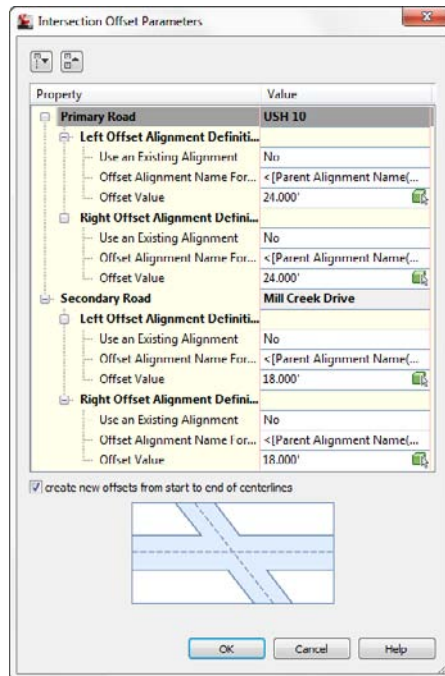 Intersection Offset Parameters
Property Value
Primary Road USH 10
Left Offset Alignment Definiti...
Use an Existing Alignment No
Offset Alignment Name For... <[Parent Alignment Name(...
Offset Value 24.000'
Right Offset Alignment Defini...
Use an Existing Alignment No
Offset Alignment Name For... <[Parent Alignment Name(...
Offset Value 24.000'
Secondary Road Mill Creek Drive
Left Offset Alignment Definiti...
Use an Existing Alignment No
Offset Alignment Name For... <[Parent Alignment Name(...
Offset Value 18.000'
Right Offset Alignment Defini...
Use an Existing Alignment No
Offset Alignment Name For... <[Parent Alignment Name(...
Offset Value 18.000'
create new offsets from start to end of centerlines
OK Cancel Help